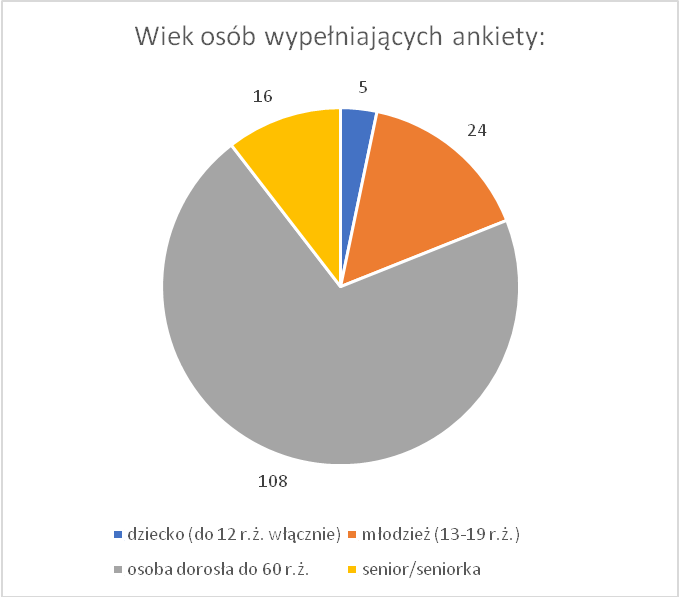 Wiek osób wypełniających ankiety:
5
16
24
108
dziecko (do 12 r.ż. włącznie) młodzież (13-19 r.ż.)
osoba dorosła do 60 r.ż. senior/seniorka